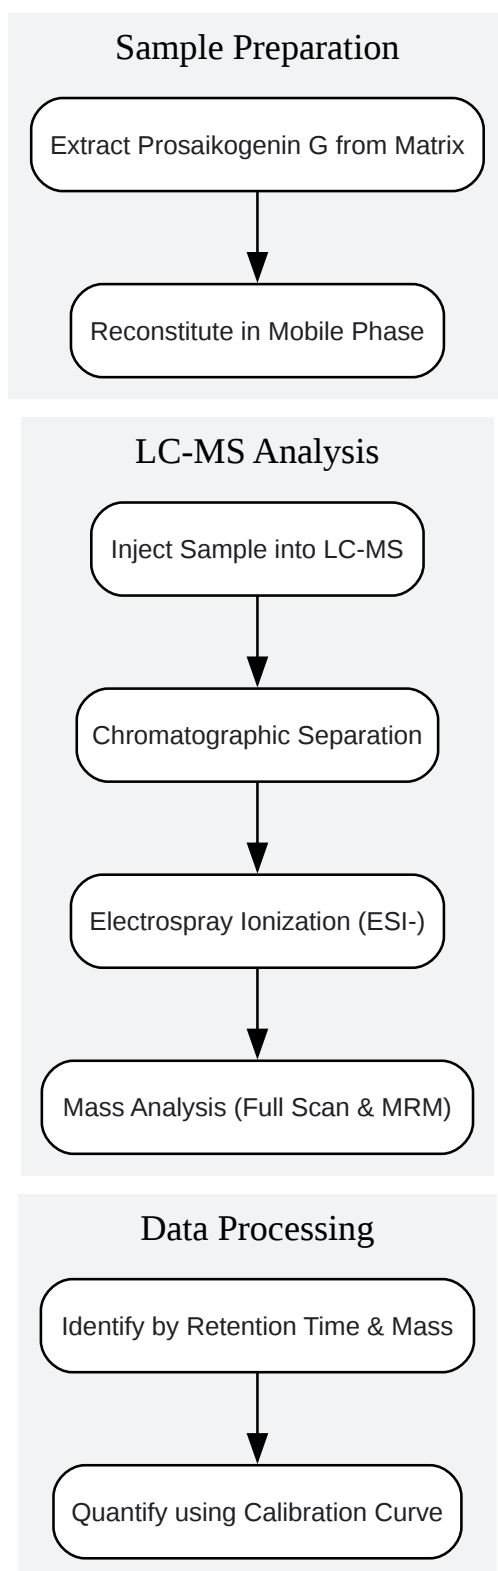 Sample Preparation
Extract Prosaikogenin G from Matrix
Reconstitute in Mobile Phase
LC-MS Analysis
Inject Sample into LC-MS
Chromatographic Separation
Electrospray Ionization (ESI-)
Mass Analysis (Full Scan & MRM)
Data Processing
Identify by Retention Time & Mass
Quantify using Calibration Curve